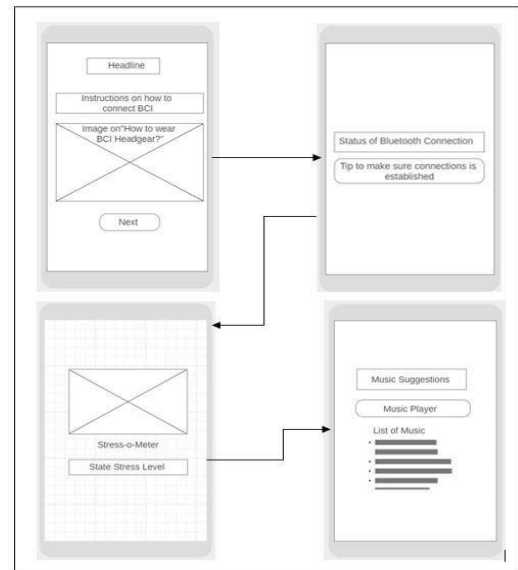 Headline
Instructions on how to
connect BCI
Image on"How to wear
BCI Headgear?"
Next
Status of Bluetooth Connection
Tip to make sure connections is
established
Stress-o-Meter
State Stress Level
Music Suggestions
Music Player
List of Music